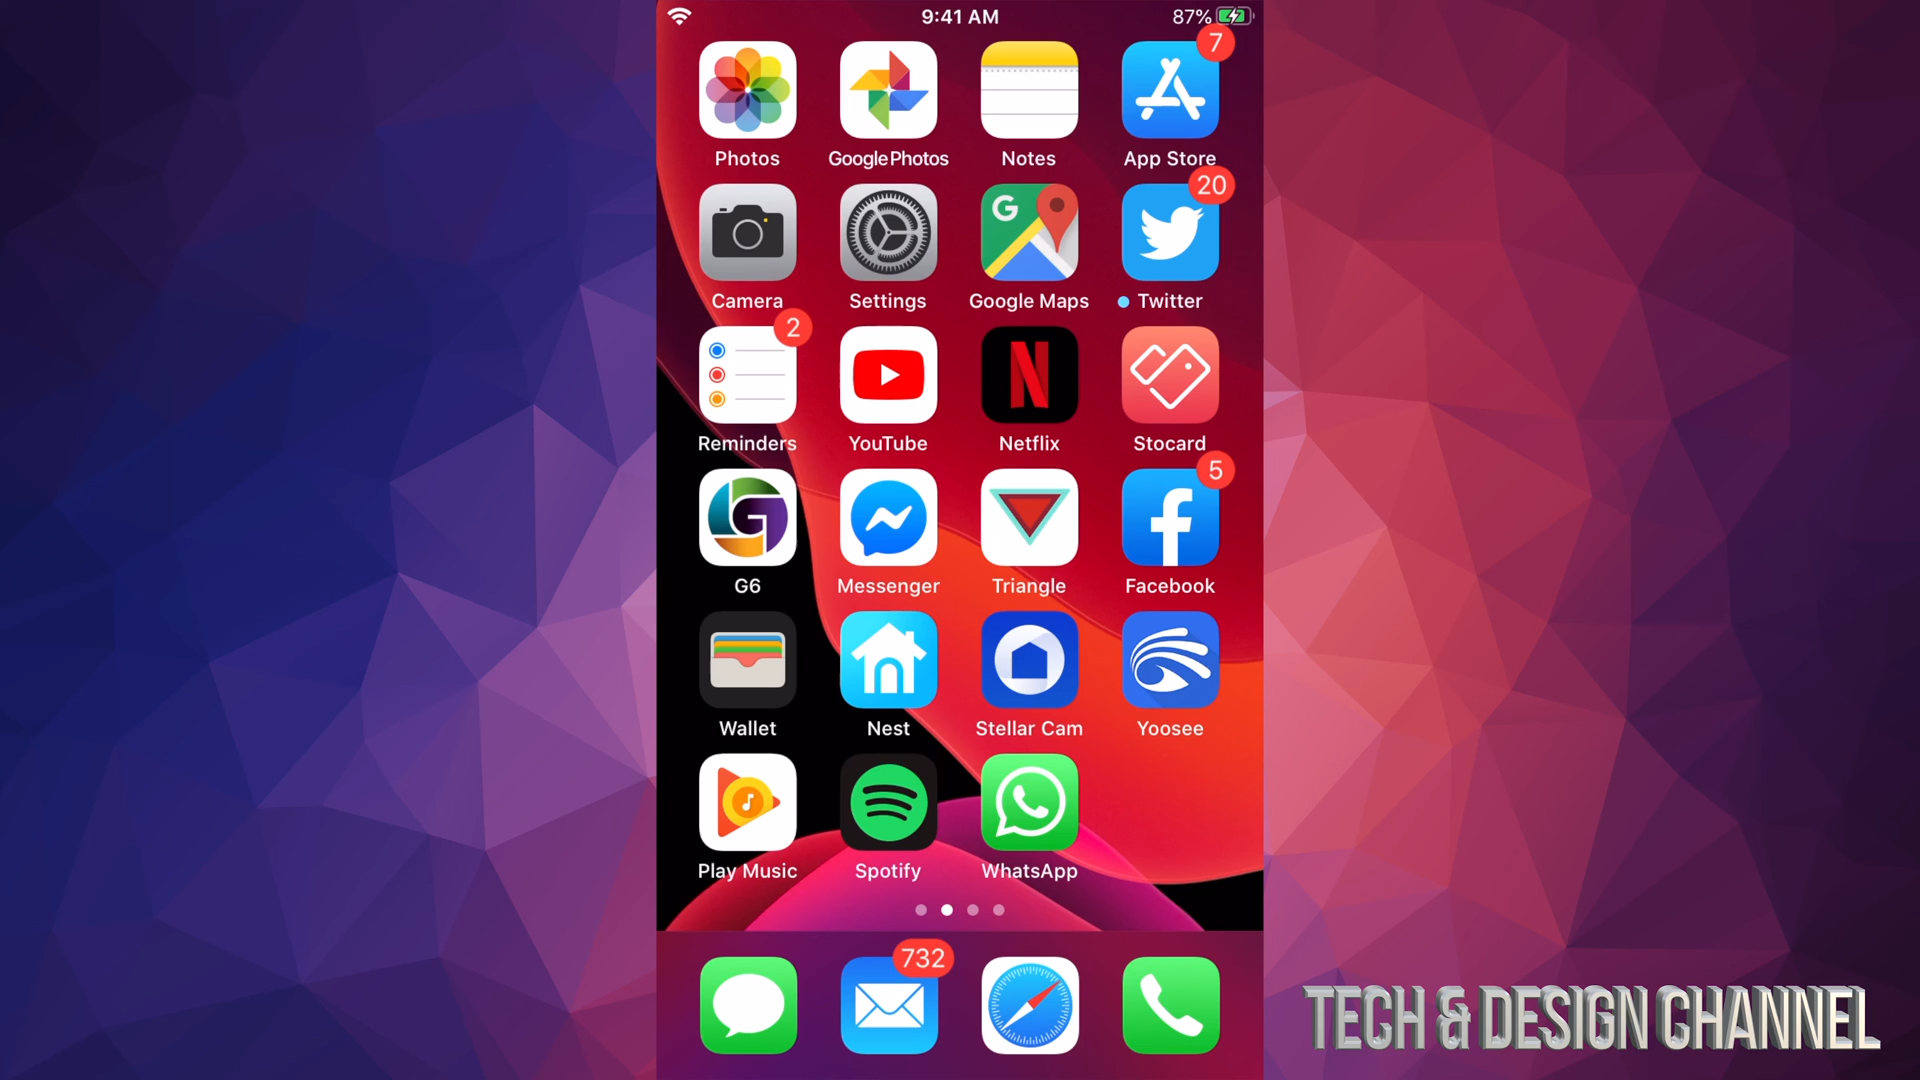 9:41 AM 87%
7
Photos Google Photos Notes App Store
20
G
Camera Settings Google Maps Twitter
2
N
Reminders YouTube Netflix Stocard
5
G f
G6 Messenger Triangle Facebook
Wallet Nest Stellar Cam Yoosee
Play Music Spotify WhatsApp
732
TECH & DESIGN CHANNEL